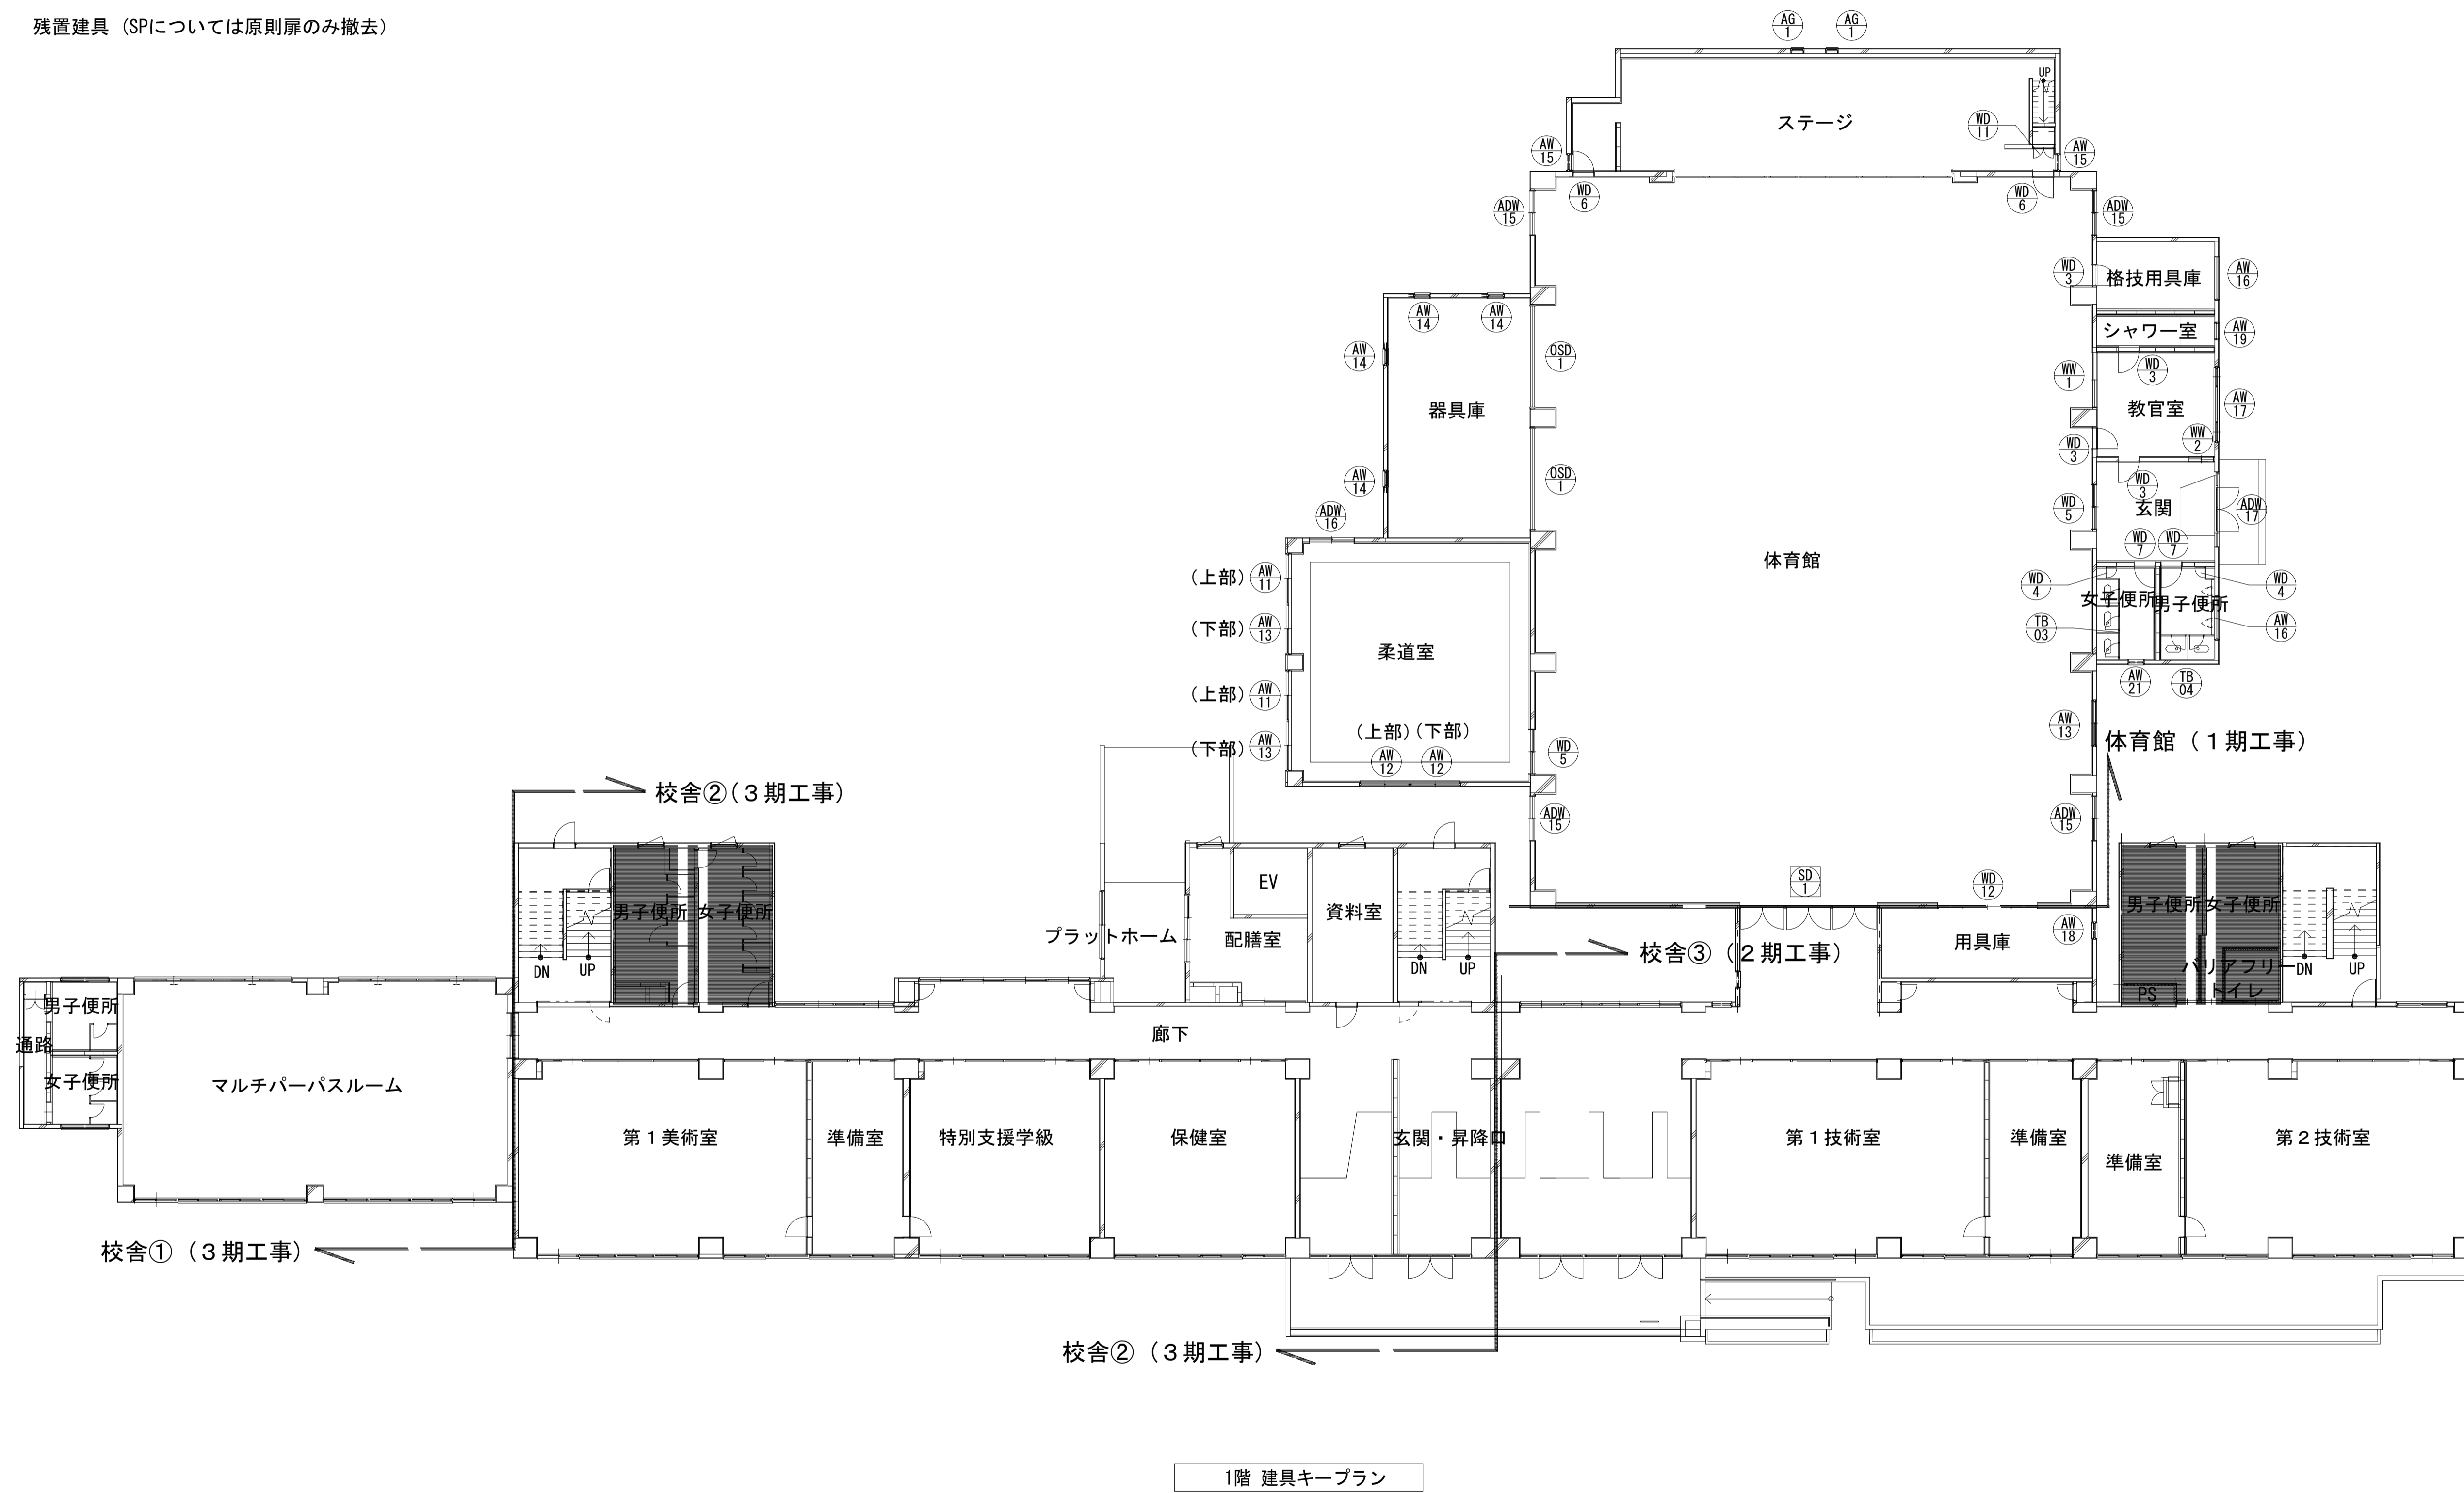 残置建具（SPについては原則扉のみ撤去）
AG
1
AG
1
UP
ステージ
WD
11
AW
15
AW
15
WD
6
WD
6
ADW
15
ADW
15
WD
3
格技用具庫
AW
16
AW
14
AW
14
シャワー室
AW
19
AW
14
OSD
1
WW
1
WD
3
器具庫
教官室
AW
17
WW
2
WD
3
AW
14
OSD
1
WD
3
玄関
WD
5
ADW
17
ADW
16
WD
7
WD
7
体育館
（上部）
AW
11
WD
4
WD
4
女子便所
男子便所
（下部）
AW
13
TB
03
AW
16
柔道室
（上部）
AW
11
AW
21
TB
04
（上部）（下部）
AW
13
（下部）
AW
13
AW
12
AW
12
WD
5
体育館（１期工事）
校舎②（３期工事）
ADW
15
ADW
15
SD
1
WD
12
EV
男子便所
女子便所
資料室
男子便所
女子便所
プラットホーム
配膳室
用具庫
AW
18
校舎③（２期工事）
DN
UP
DN
UP
バリアフリー
トイレ
DN
UP
PS
男子便所
通路
女子便所
廊下
マルチパーパスルーム
第１美術室
準備室
特別支援学級
保健室
玄関・昇降口
第１技術室
準備室
準備室
第２技術室
校舎①（３期工事）
校舎②（３期工事）
1階 建具キープラン